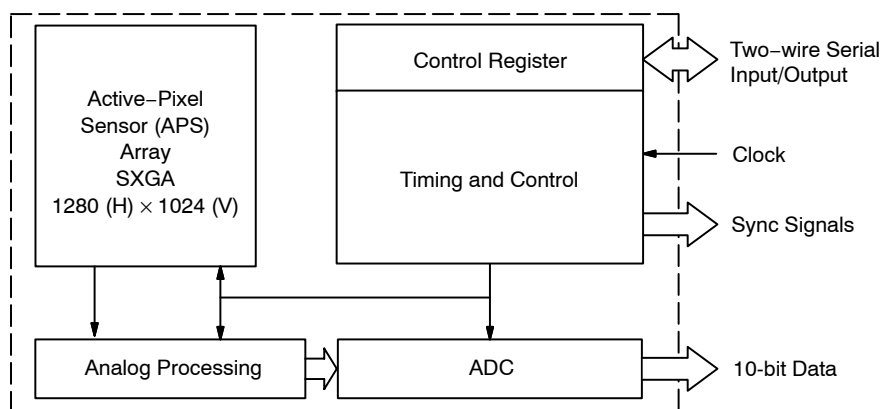 Active−Pixel
Sensor (APS)
Array
SXGA
1280 (H) × 1024 (V)
Control Register
Timing and Control
Two−wire Serial
Input/Output
Clock
Sync Signals
Analog Processing
ADC
10-bit Data